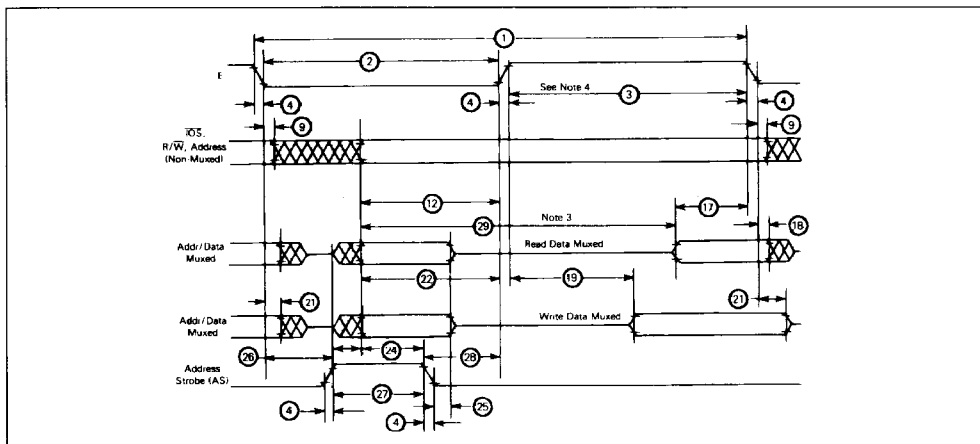 1
2
E
See Note 4
3
4
4
4
9
9
IOS,
R/W, Address
(Non-Muxed)
12
17
29
Note 3
18
Addr/Data
Muxed
Read Data Muxed
22
19
21
21
Addr/Data
Muxed
Write Data Muxed
26
24
28
Address
Strobe (AS)
27
4
25
4